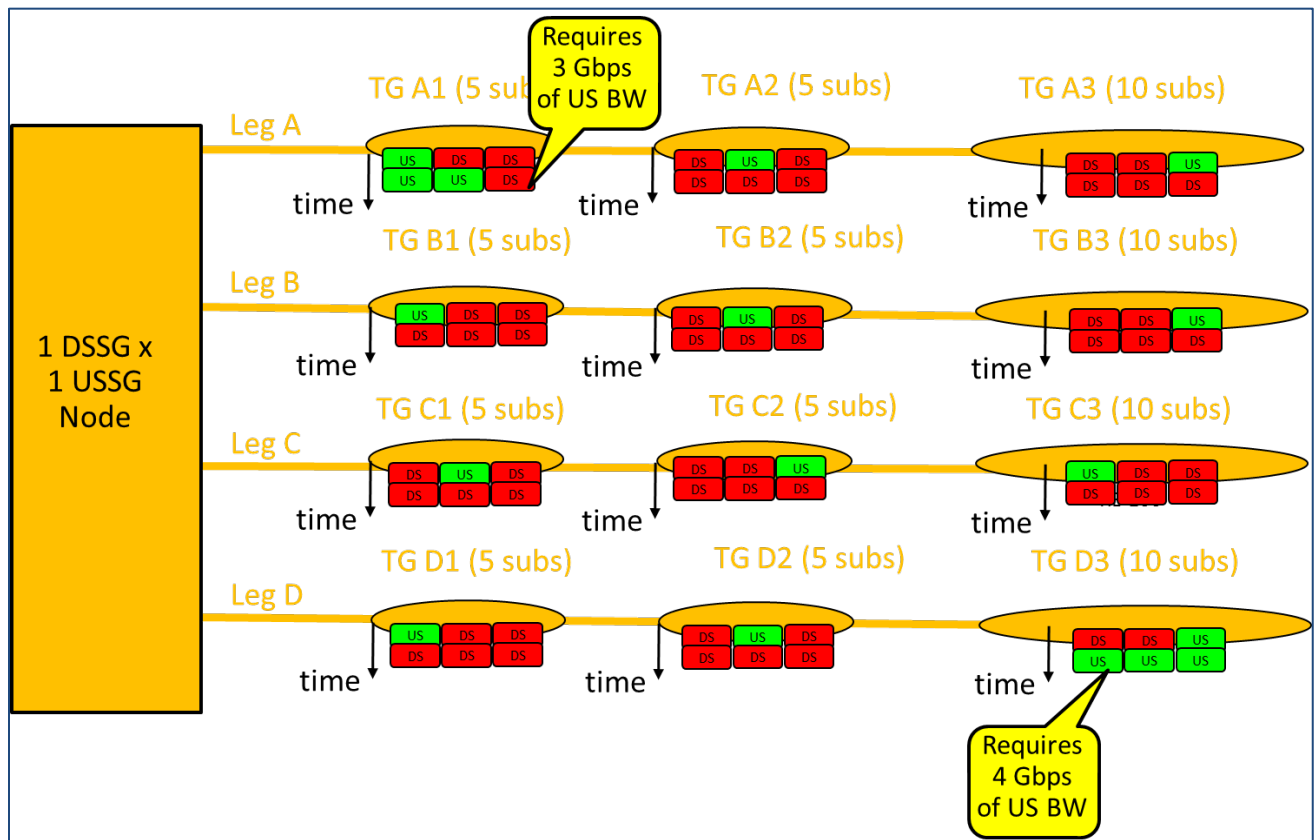 Requires
3 Gbps
of US BW
TG A1 (5 sub
TG A2 (5 subs)
TG A3 (10 subs)
Leg A
US DS DS
US US DS
DS US DS
DS DS DS
DS DS US
DS DS DS
time
time
time
TG B1 (5 subs)
TG B2 (5 subs)
TG B3 (10 subs)
Leg B
US DS DS
DS DS DS
DS US DS
DS DS DS
DS DS US
DS DS DS
time
time
time
1 DSSG x
1 USSG
Node
TG C1 (5 subs)
TG C2 (5 subs)
TG C3 (10 subs)
Leg C
DS US DS
DS DS DS
DS DS US
DS DS DS
US DS DS
DS DS DS
time
time
time
TG D1 (5 subs)
TG D2 (5 subs)
TG D3 (10 subs)
Leg D
US DS DS
DS DS DS
DS US DS
DS DS DS
DS DS US
US US US
time
time
time
Requires
4 Gbps
of US BW